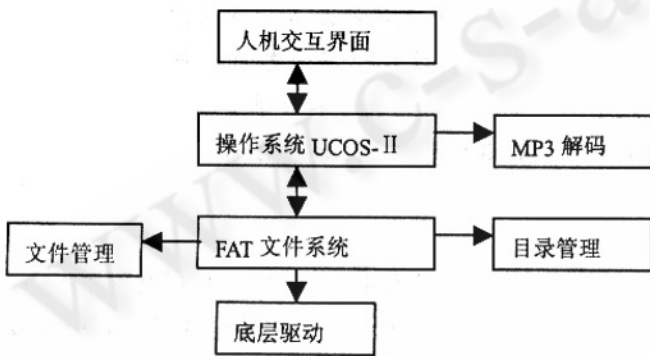 人机交互界面
操作系统 UCOS-Ⅱ
MP3 解码
文件管理
FAT 文件系统
目录管理
底层驱动
www.c-s-a